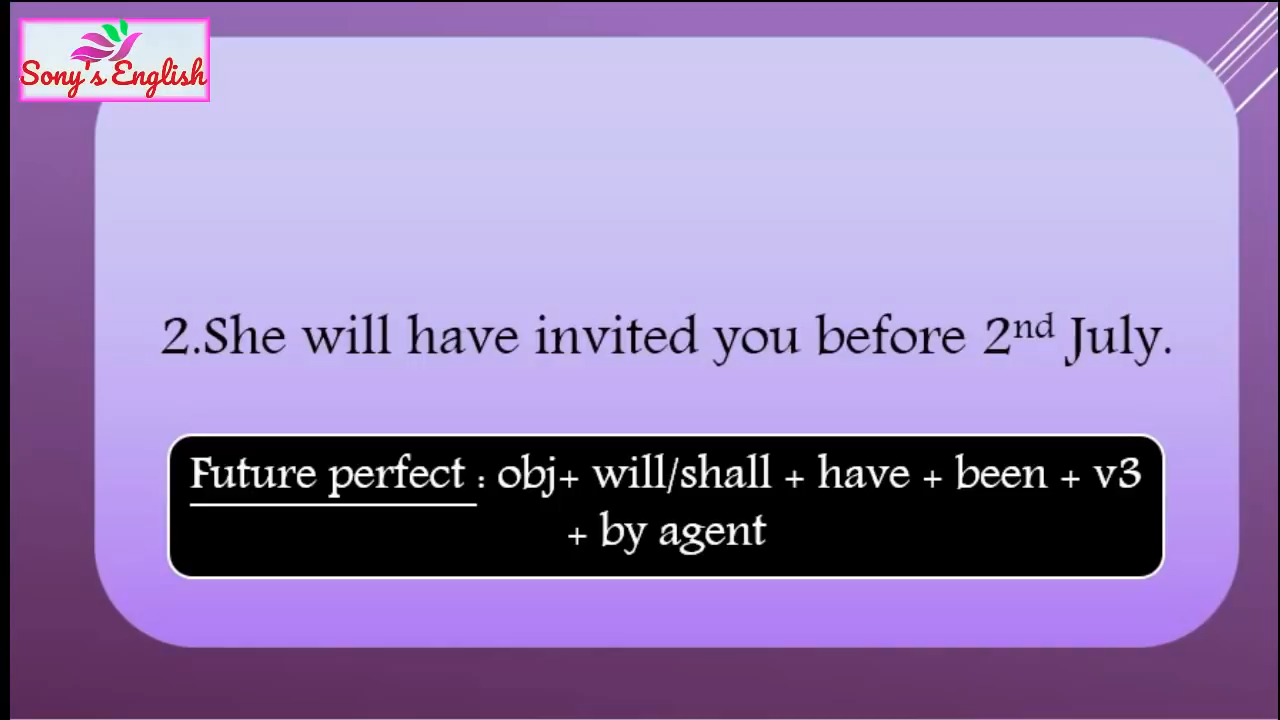 Sony's English
2.She will have invited you before 2nd July.
Future perfect : obj+ will/shall + have + been + v3
+ by agent